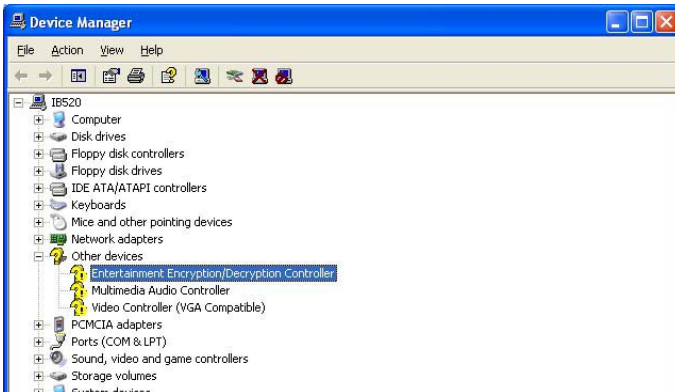 Device Manager
File Action View Help
IB520
Computer
Disk drives
Floppy disk controllers
Floppy disk drives
IDE ATA/ATAPI controllers
Keyboards
Mice and other pointing devices
Network adapters
Other devices
Entertainment Encryption/Decryption Controller
Multimedia Audio Controller
Video Controller (VGA Compatible)
PCMCIA adapters
Ports (COM & LPT)
Sound, video and game controllers
Storage volumes
System devices